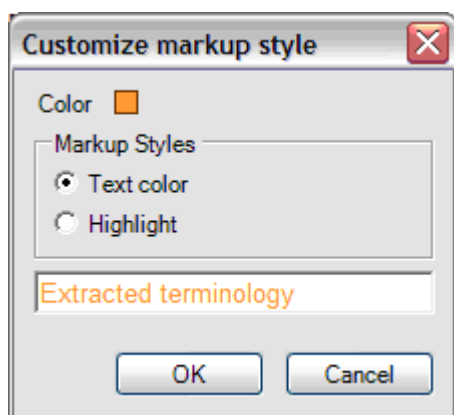 Customize markup style
Color
Markup Styles
Text color
Highlight
Extracted terminology
OK Cancel